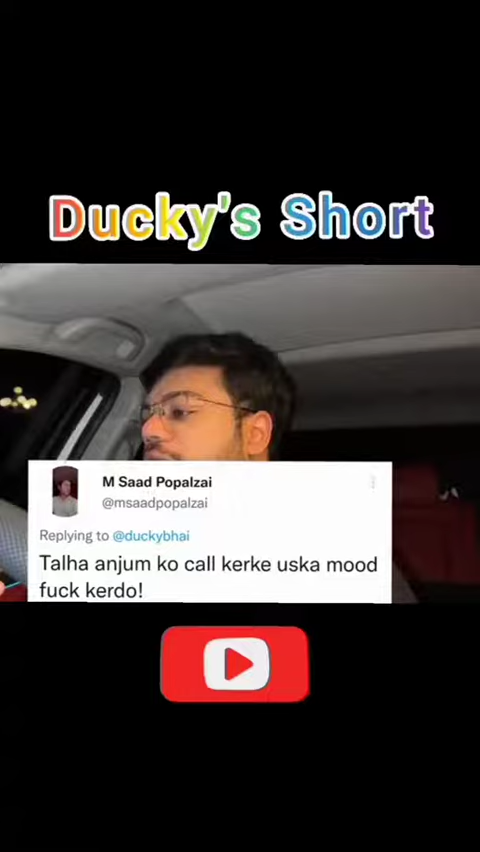 Ducky's Short
M Saad Popalzai
@msaadpopalzai
Replying to @duckybhai
Talha anjum ko call kerke uska mood
fuck kerdo!